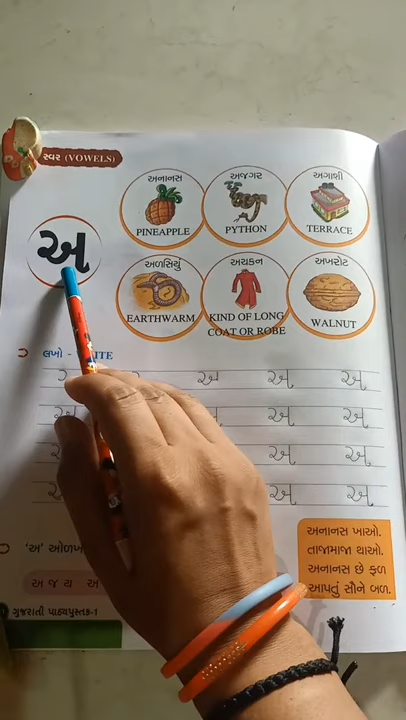 સ્વર (VOWELS)
અ
અનાનસ
PINEAPPLE
અજગર
PYTHON
અગાશી
TERRACE
અળસિયું
EARTHWARM
અચકન
KIND OF LONG
COAT OR ROBE
અખરોટ
WALNUT
લખો -
અ અ અ
અ અ અ
અ અ
અ અ
'અ' ઓળખ
અ જ ય અ
અનાનસ ખાઓ.
તાજામાજા થાઓ.
અનાનસ છે ફળ
આપતું સૌને બળ.
ગુજરાતી પાઠ્યપુસ્તક-1